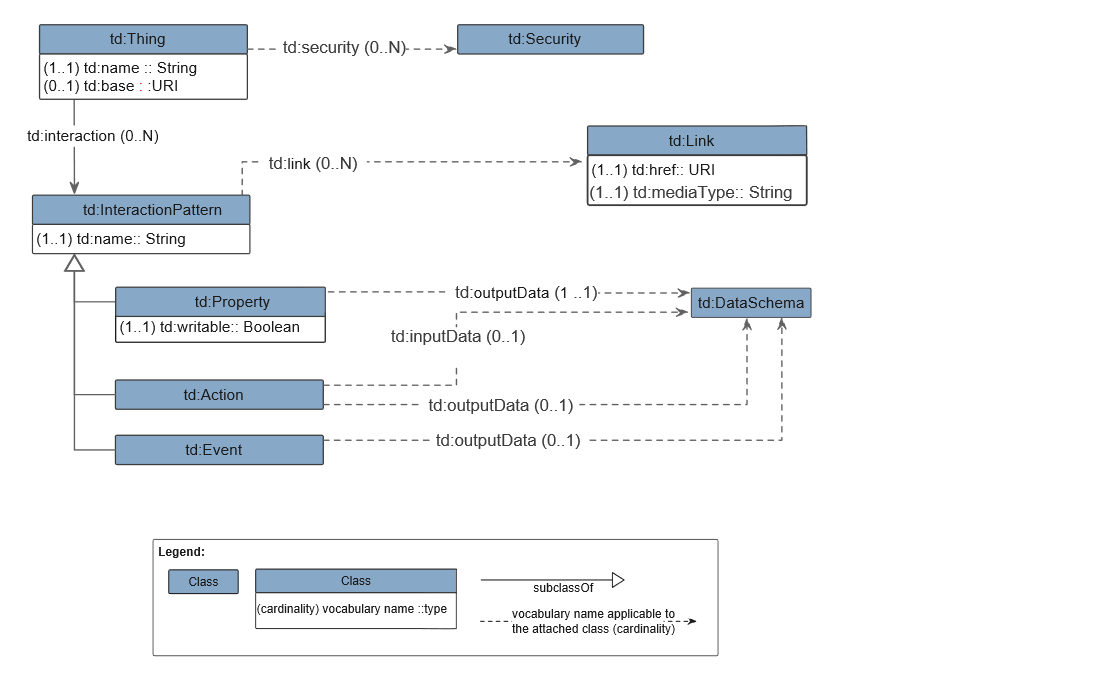 td:Thing
(1..1) td:name :: String
(0..1) td:base : :URI
td:security (0..N)
td:Security
td:interaction (0..N)
td:link (0..N)
td:Link
(1..1) td:href:: URI
(1..1) td:mediaType:: String
td:InteractionPattern
(1..1) td:name:: String
td:Property
(1..1) td:writable:: Boolean
td:outputData (1 ..1)
td:DataSchema
td:inputData (0..1)
td:Action
td:outputData (0..1)
td:Event
td:outputData (0..1)
Legend:
Class
Class
(cardinality) vocabulary name ::type
subclassOf
vocabulary name applicable to
the attached class (cardinality)